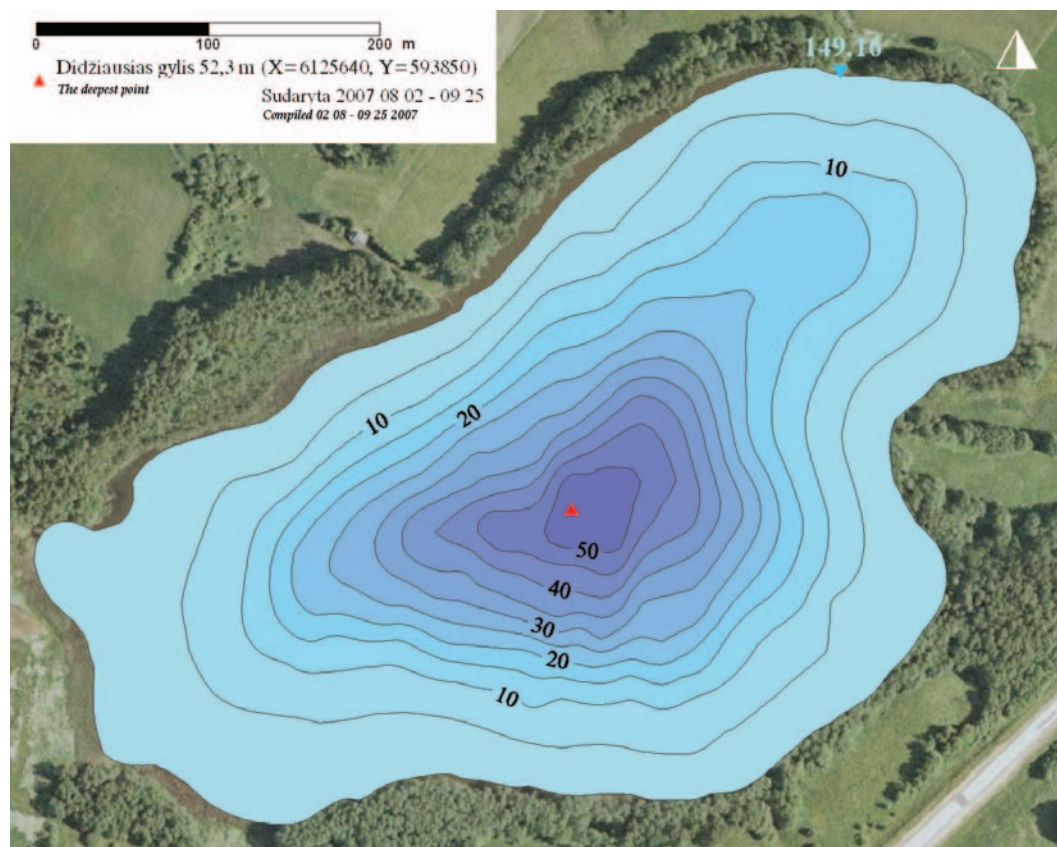 0 100 200 m
Didžiausias gylis 52,3 m (X=6125640, Y=593850)
The deepest point
Sudaryta 2007 08 02 - 09 25
Compiled 02 08 - 09 25 2007
149,16
10
10
20
50
40
30
20
10